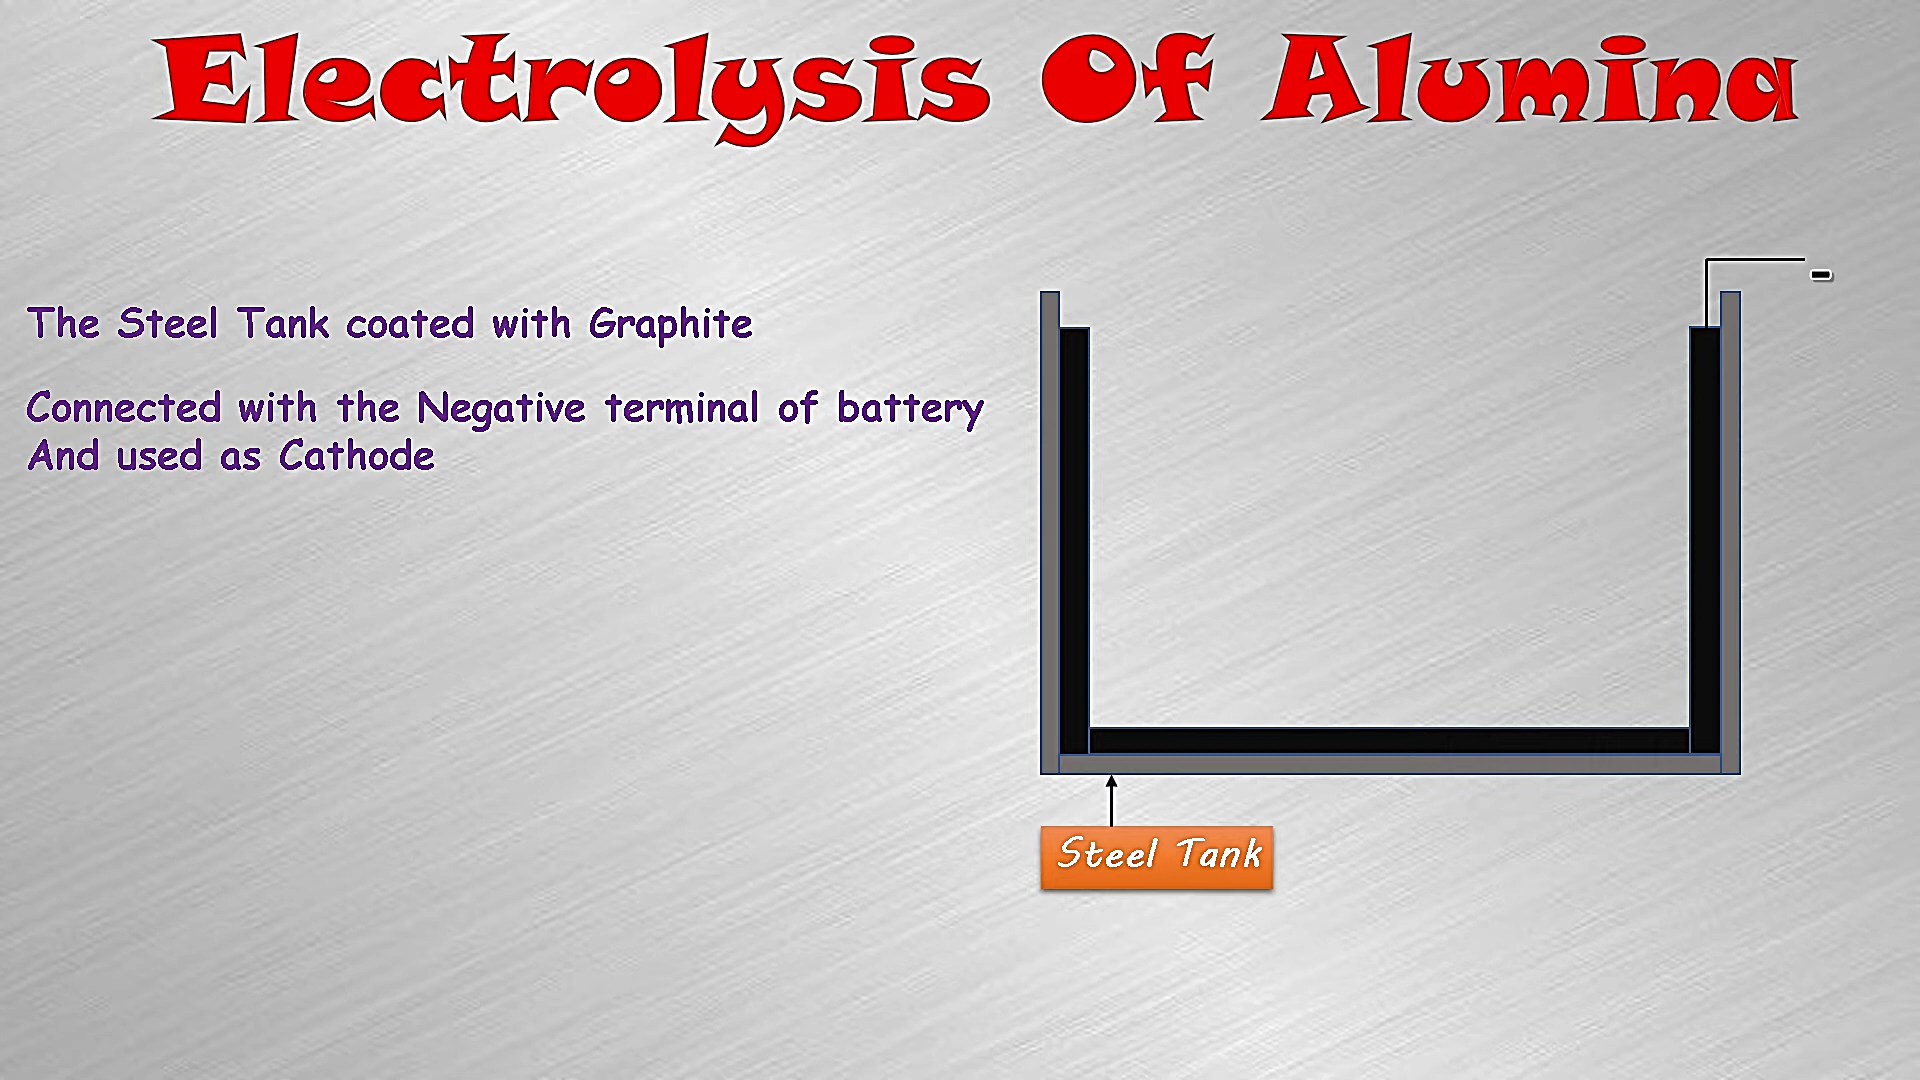 Electrolysis Of Alumina
The Steel Tank coated with Graphite
Connected with the Negative terminal of battery
And used as Cathode
-
Steel Tank